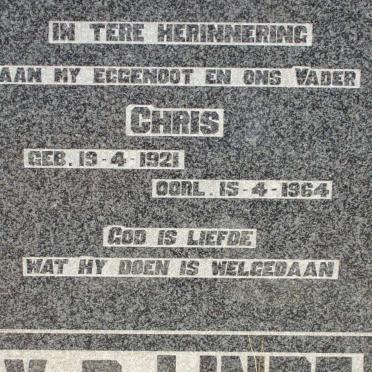 IN TERE HERINNERING
AAN MY EGGENOOT EN ONS VADER
CHRIS
GEB. 19-4-1921
OORL. 15-4-1964
GOD IS LIEFDE
WAT HY DOEN IS WELGEDAAN
V. D. LINDE